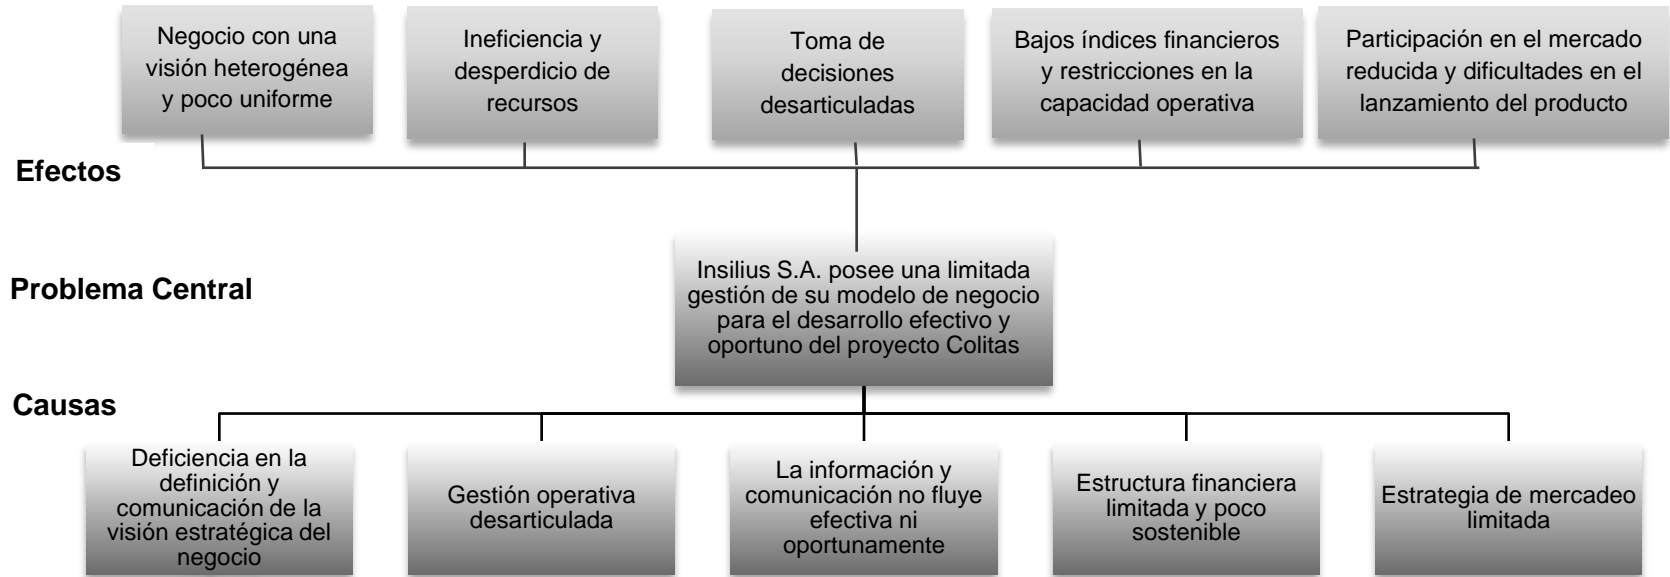 Negocio con una
visión heterogénea
y poco uniforme
Ineficiencia y
desperdicio de
recursos
Toma de
decisiones
desarticuladas
Bajos índices financieros
y restricciones en la
capacidad operativa
Participación en el mercado
reducida y dificultades en el
lanzamiento del producto
Efectos
Problema Central
Insilius S.A. posee una limitada
gestión de su modelo de negocio
para el desarrollo efectivo y
oportuno del proyecto Colitas
Causas
Deficiencia en la
definición y
comunicación de la
visión estratégica del
negocio
Gestión operativa
desarticulada
La información y
comunicación no fluye
efectiva ni
oportunamente
Estructura financiera
limitada y poco
sostenible
Estrategia de mercadeo
limitada